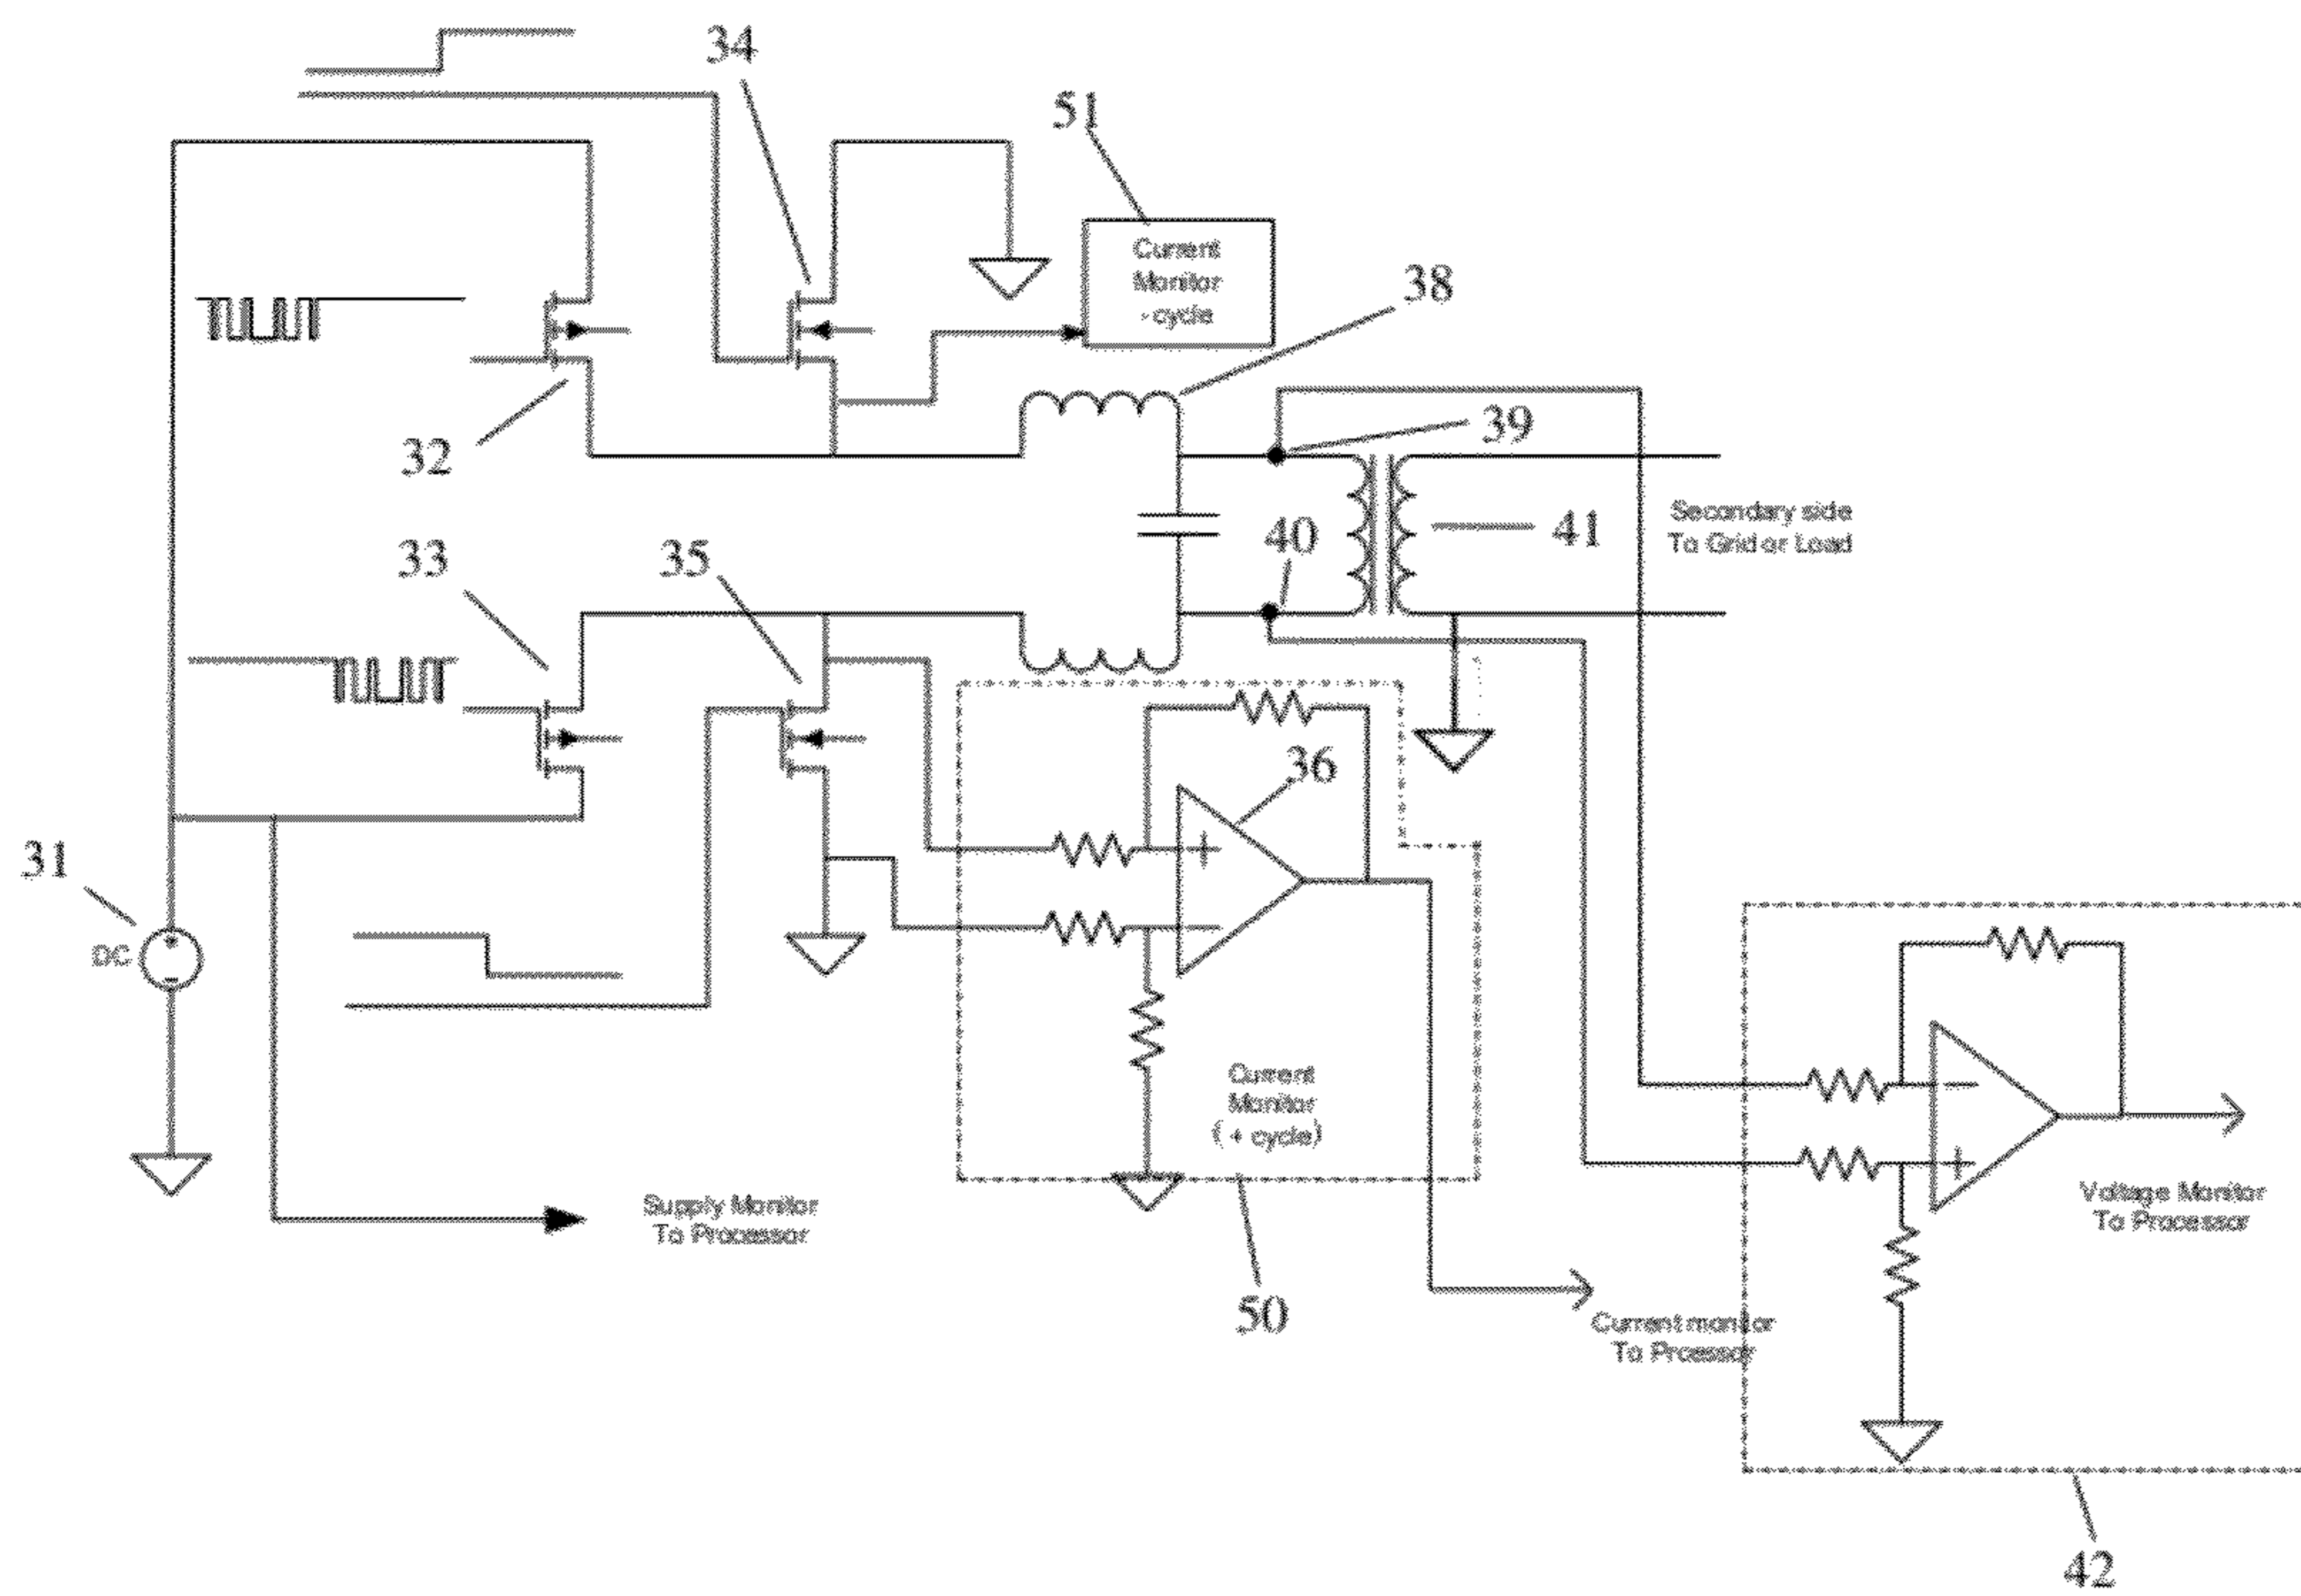 34
51
Current
Monitor
- cycle
38
32
39
33
35
40
41
Secondary side
To Grid or Load
36
31
DC
+
-
+
−
Current
Monitor
( + cycle)
−
+
Supply Monitor
To Processor
Voltage Monitor
To Processor
50
Current monitor
To Prcessor
42